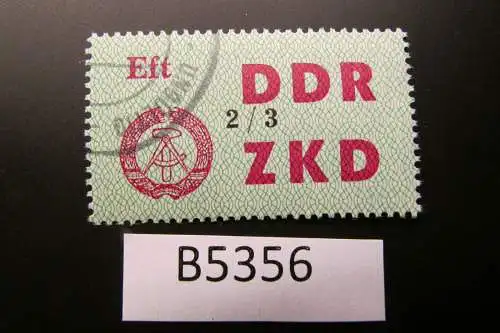 Eft
DDR
2 / 3
ZKD
B5356